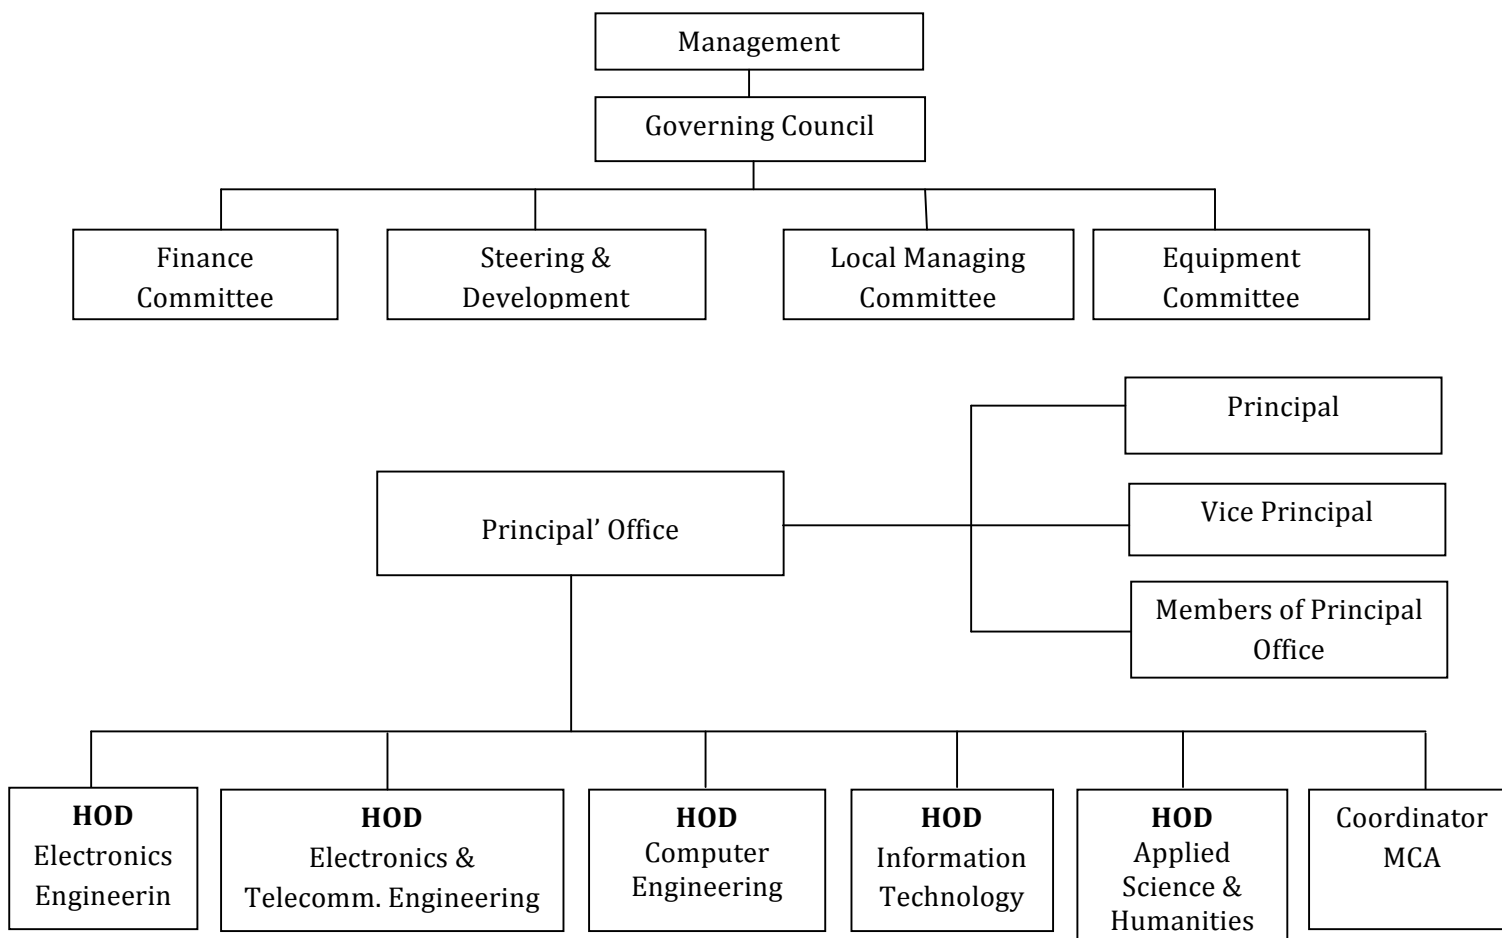 Management
Governing Council
Finance
Committee
Steering &
Development
Local Managing
Committee
Equipment
Committee
Principal
Principal’ Office
Vice Principal
Members of Principal
Office
HOD
Electronics
Engineerin
HOD
Electronics &
Telecomm. Engineering
HOD
Computer
Engineering
HOD
Information
Technology
HOD
Applied
Science &
Humanities
Coordinator
MCA